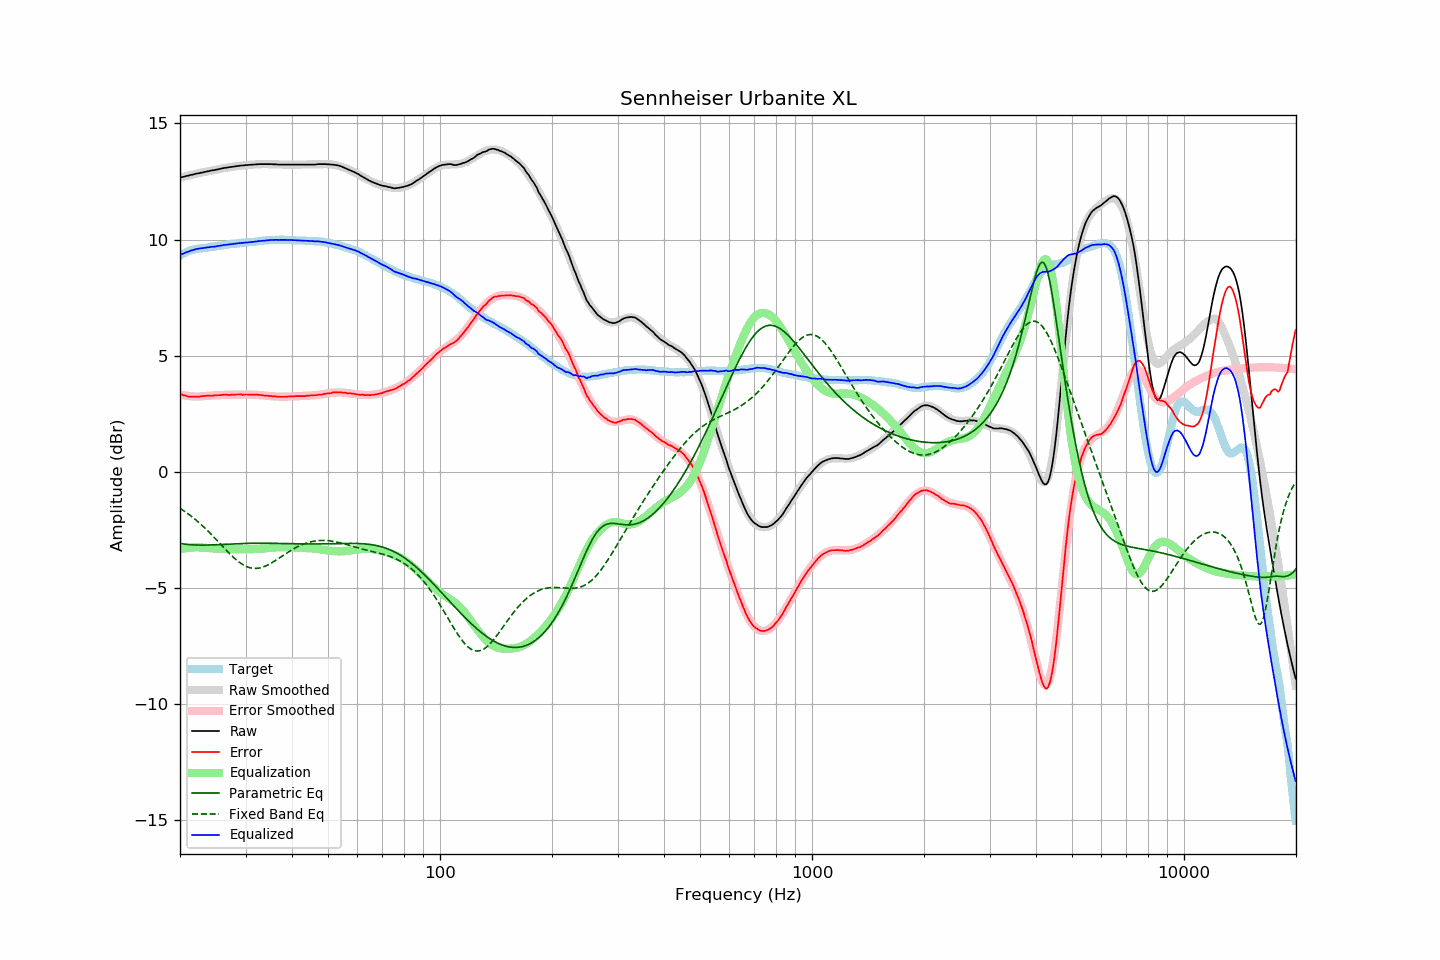 Sennheiser Urbanite XL
15
10
5
0
−5
−10
−15
Amplitude (dBr)
Target
Raw Smoothed
Error Smoothed
Raw
Error
Equalization
Parametric Eq
Fixed Band Eq
Equalized
100
1000
10000
Frequency (Hz)